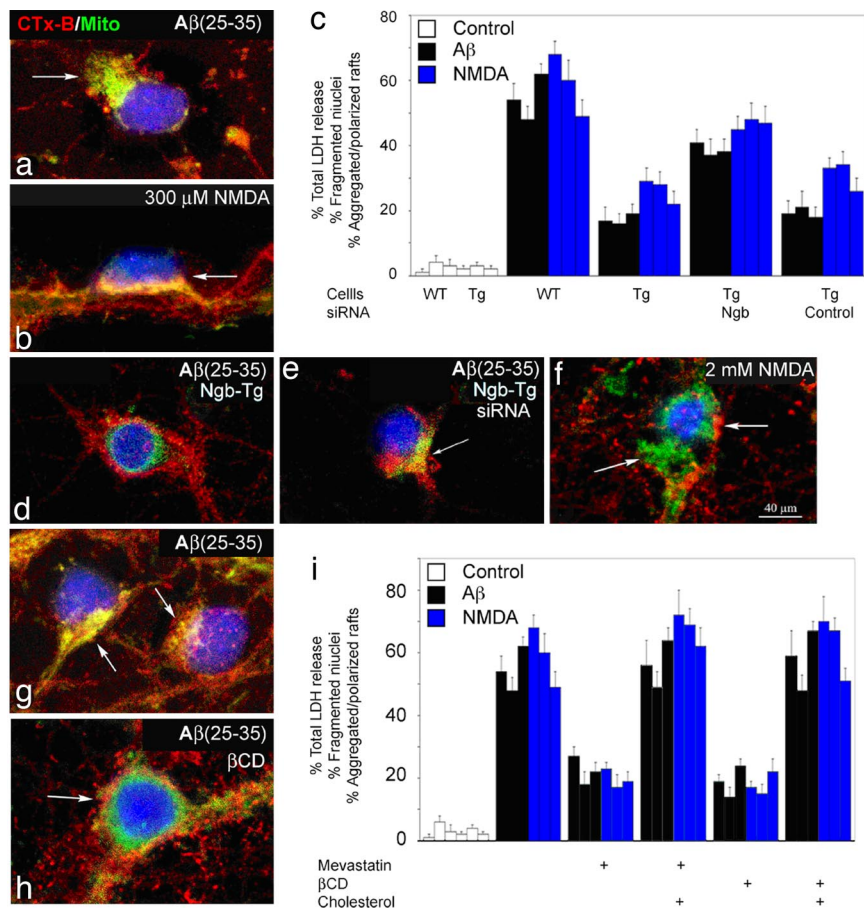 CTx-B/Mito Aβ(25-35)
a
300 μM NMDA
b
c
Control
Aβ
NMDA
% Total LDH release
% Fragmented niuclei
% Aggregated/polarized rafts
80
60
40
20
0
Cellls WT Tg WT Tg Tg Tg
siRNA Ngb Control
Aβ(25-35)
Ngb-Tg
d
e
Aβ(25-35)
Ngb-Tg
siRNA
f
2 mM NMDA
40 μm
Aβ(25-35)
g
Aβ(25-35)
βCD
h
i
Control
Aβ
NMDA
% Total LDH release
% Fragmented nuclei
% Aggregated/polarized rafts
80
60
40
20
0
Mevastatin + +
βCD + +
Cholesterol + +